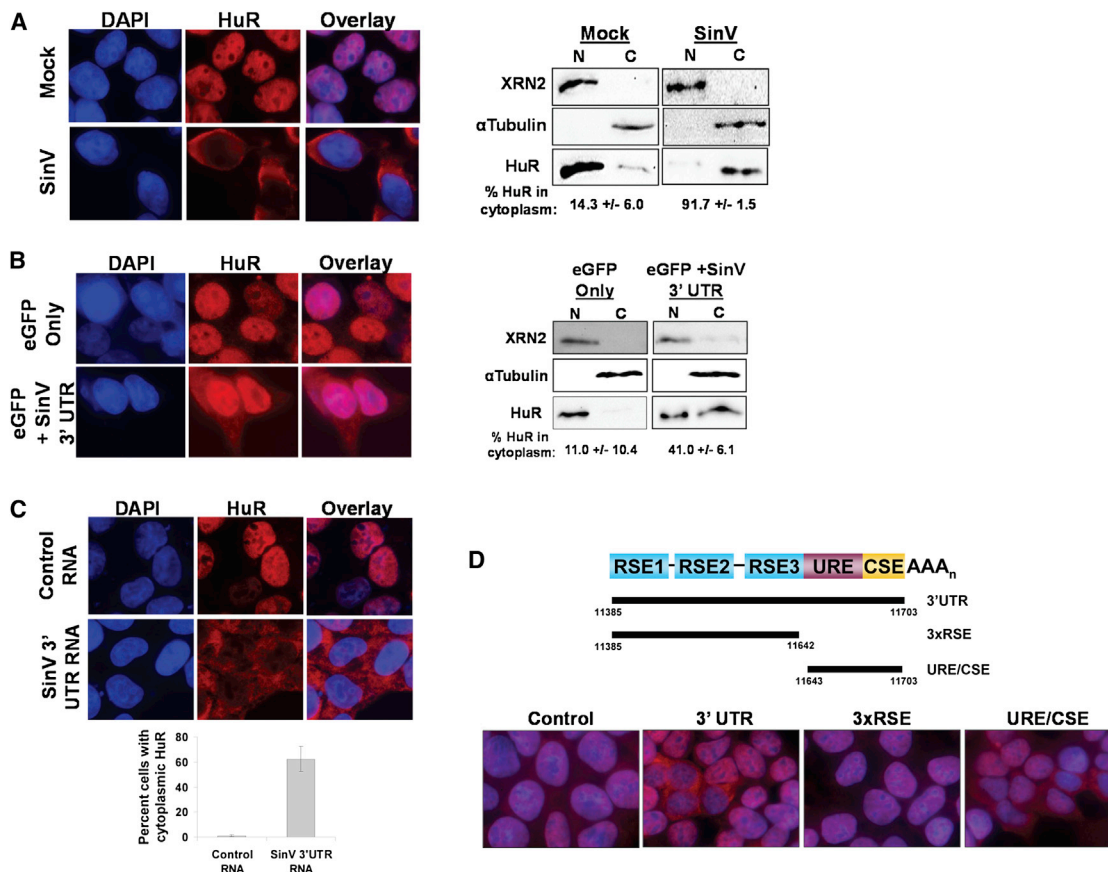 A
DAPI HuR Overlay
Mock
SinV
Mock SinV
N C N C
XRN2
αTubulin
HuR
% HuR in
cytoplasm: 14.3 +/- 6.0 91.7 +/- 1.5
B
DAPI HuR Overlay
eGFP
Only
eGFP
+ SinV
3' UTR
eGFP eGFP +SinV
Only 3' UTR
N C N C
XRN2
αTubulin
HuR
% HuR in
cytoplasm: 11.0 +/- 10.4 41.0 +/- 6.1
C
DAPI HuR Overlay
Control
RNA
SinV 3'
UTR RNA
Percent cells with
cytoplasmic HuR
80
60
40
20
0
Control
RNA
SinV 3'UTR
RNA
D
RSE1 RSE2 RSE3 URE CSE AAAn
3'UTR
11385 11703
3xRSE
11385 11642
URE/CSE
11643 11703
Control 3' UTR 3xRSE URE/CSE